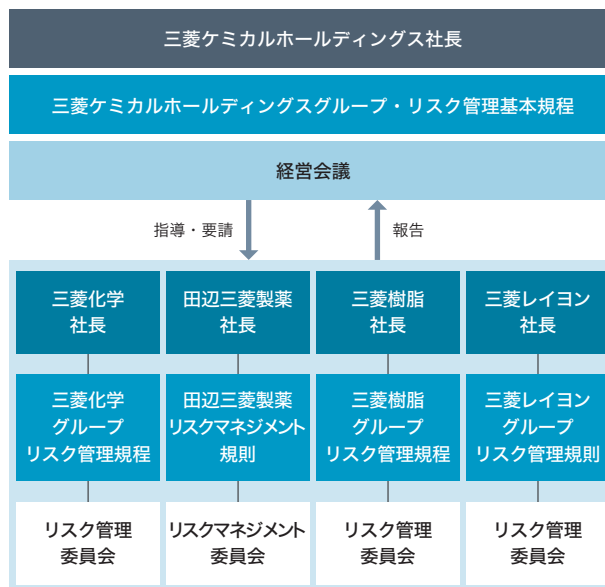 三菱ケミカルホールディングス社長
三菱ケミカルホールディングスグループ・リスク管理基本規程
経営会議
指導・要請
報告
三菱化学
社長
田辺三菱製薬
社長
三菱樹脂
社長
三菱レイヨン
社長
三菱化学
グループ
リスク管理規程
田辺三菱製薬
リスクマネジメント
規則
三菱樹脂
グループ
リスク管理規程
三菱レイヨン
グループ
リスク管理規則
リスク管理
委員会
リスクマネジメント
委員会
リスク管理
委員会
リスク管理
委員会